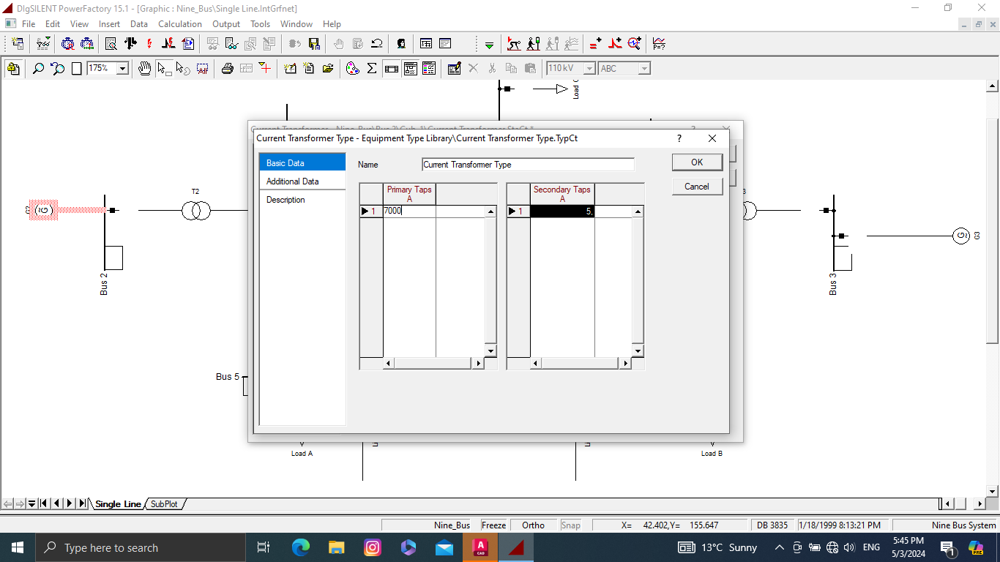 DIgSILENT PowerFactory 15.1 - [Graphic : Nine_Bus\Single Line.IntGrfnet]
File Edit View Insert Data Calculation Output Tools Window Help
175%
110 kV
ABC
Load C
Current Transformer Type - Equipment Type Library\Current Transformer Type.TypCt
?
Basic Data
Additional Data
Description
Name
Current Transformer Type
OK
Cancel
Primary Taps
A
1 7000
Secondary Taps
A
1 5,
G2
T2
Bus 2
G3
Bus 3
Bus 5
Load A
Load B
Single Line SubPlot
Nine_Bus Freeze Ortho Snap X= 42.402,Y= 155.647 DB 3835 1/18/1999 8:13:21 PM Nine Bus System
Type here to search
A
CAD
13°C Sunny
ENG
5:45 PM
5/3/2024
1
PRE